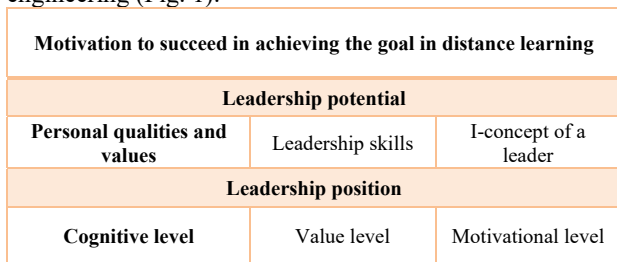 engineering (Fig. 1).
Motivation to succeed in achieving the goal in distance learning
Leadership potential
Personal qualities and
values
Leadership skills
I-concept of a
leader
Leadership position
Cognitive level
Value level
Motivational level